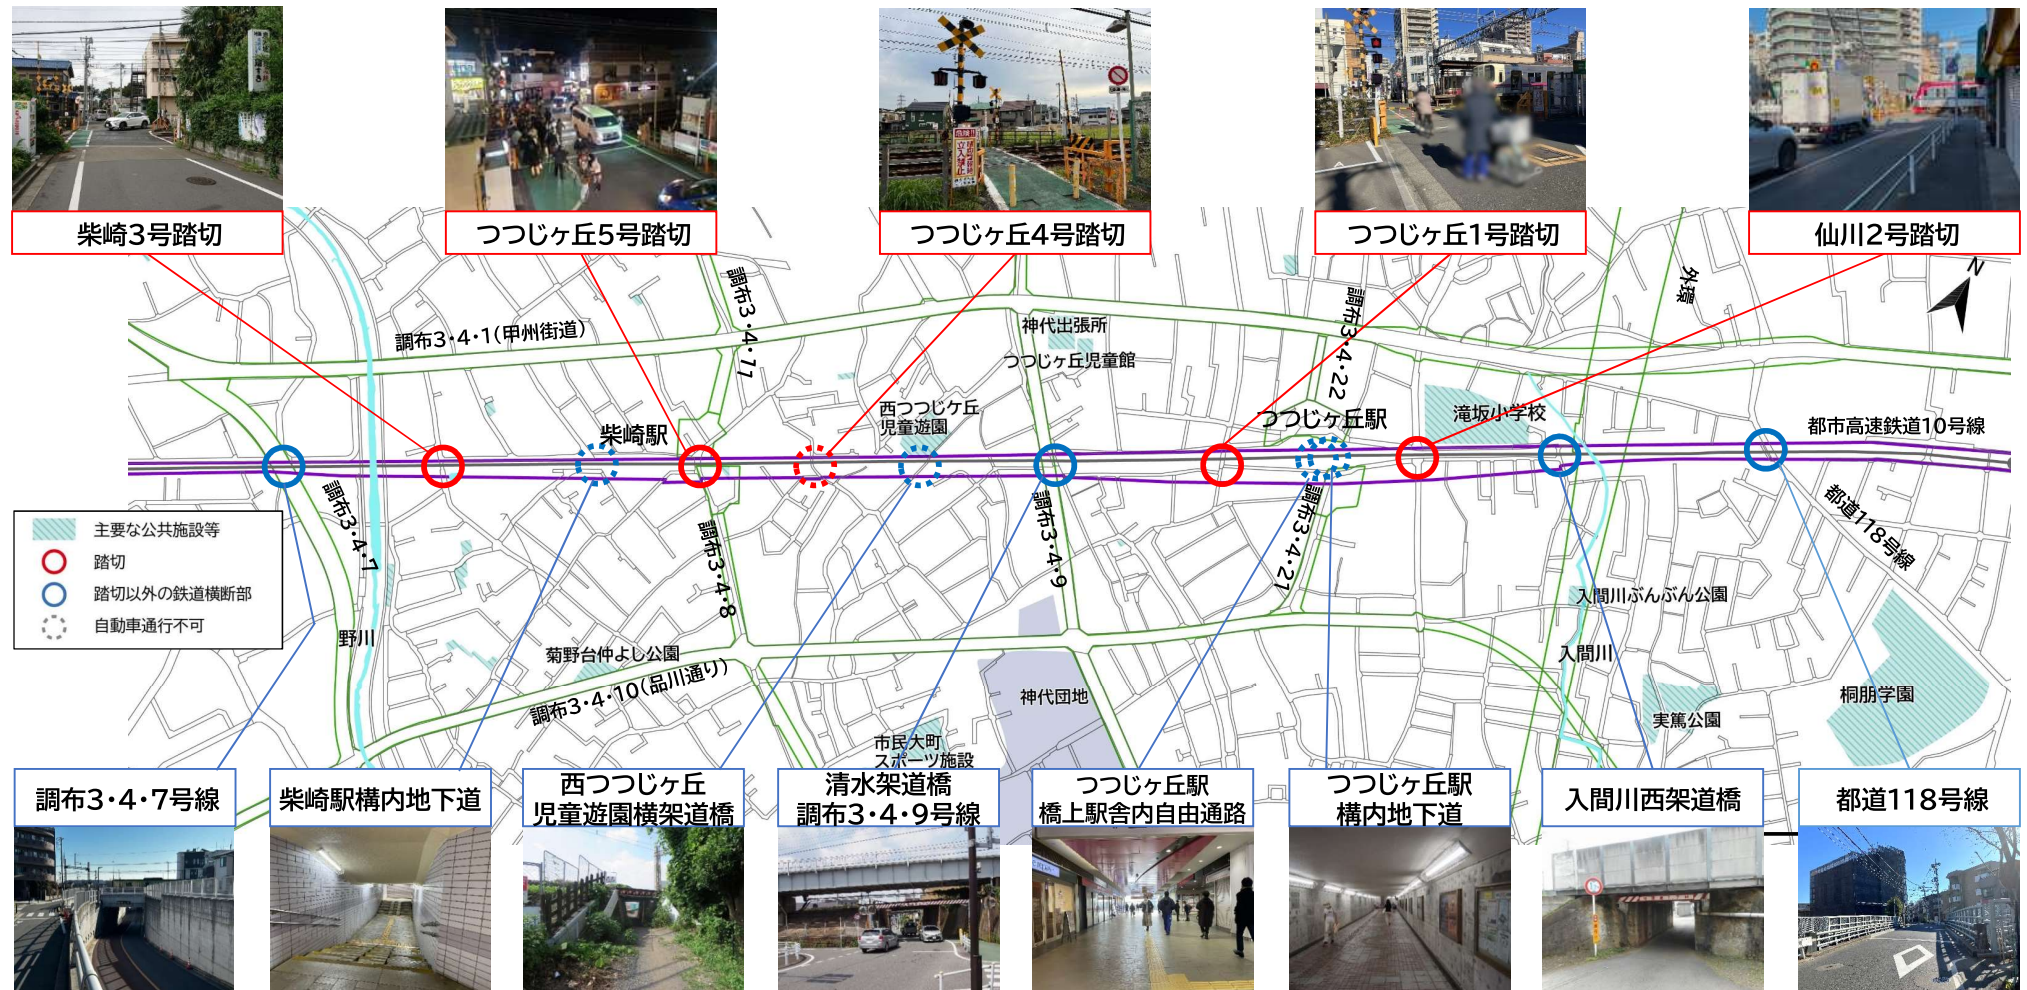 柴崎3号踏切
つつじヶ丘5号踏切
つつじヶ丘4号踏切
つつじヶ丘1号踏切
仙川2号踏切
N
外環
調布3・4・11
調布3・4・22
調布3・4・1(甲州街道)
神代出張所
つつじヶ丘児童館
西つつじケ丘
児童遊園
柴崎駅
つつじヶ丘駅
滝坂小学校
都市高速鉄道10号線
調布3・4・7
調布3・4・8
調布3・4・9
調布3・4・21
都道118号線
主要な公共施設等
踏切
踏切以外の鉄道横断部
自動車通行不可
野川
菊野台仲よし公園
調布3・4・10(品川通り)
入間川ぶんぶん公園
入間川
神代団地
実篤公園
桐朋学園
市民大町
スポーツ施設
調布3・4・7号線
柴崎駅構内地下道
西つつじヶ丘
児童遊園横架道橋
清水架道橋
調布3・4・9号線
つつじヶ丘駅
橋上駅舎内自由通路
つつじヶ丘駅
構内地下道
入間川西架道橋
都道118号線